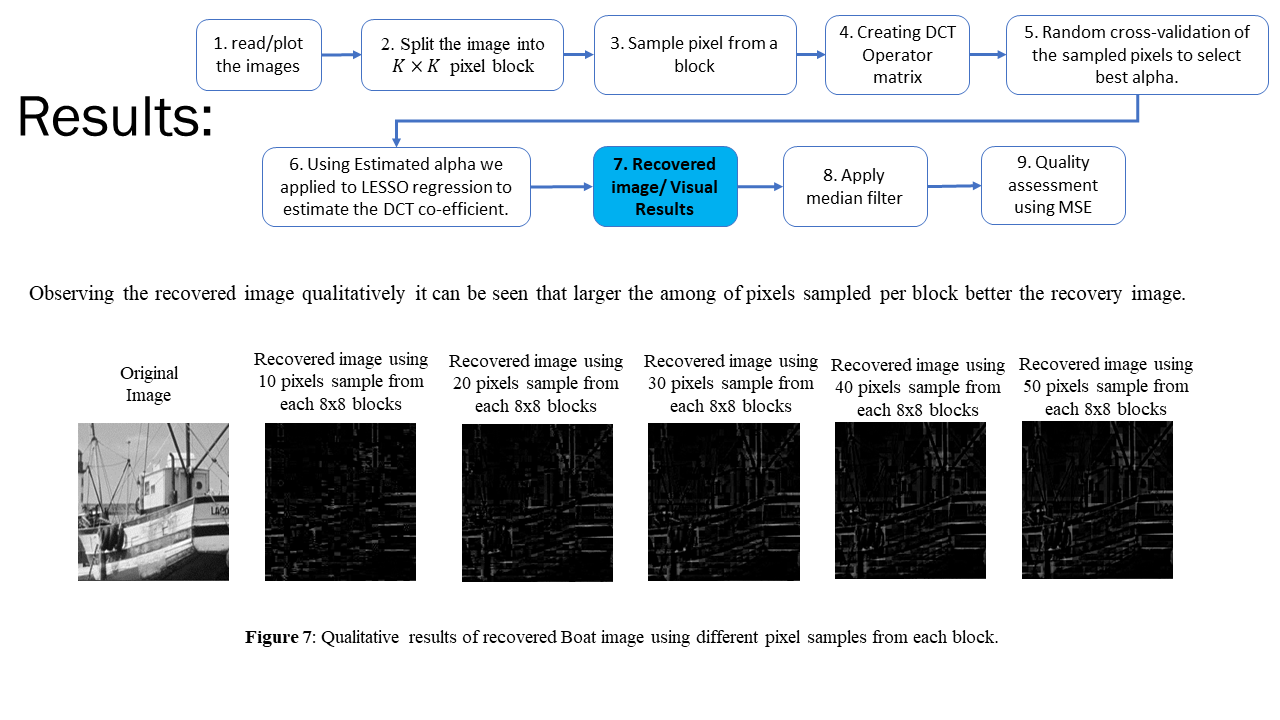 1. read/plot
the images
2. Split the image into
K × K pixel block
3. Sample pixel from a
block
4. Creating DCT
Operator
matrix
5. Random cross-validation of
the sampled pixels to select
best alpha.
Results:
6. Using Estimated alpha we
applied to LESSO regression to
estimate the DCT co-efficient.
7. Recovered
image/ Visual
Results
8. Apply
median filter
9. Quality
assessment
using MSE
Observing the recovered image qualitatively it can be seen that larger the among of pixels sampled per block better the recovery image.
Original
Image
Recovered image using
10 pixels sample from
each 8x8 blocks
Recovered image using
20 pixels sample from
each 8x8 blocks
Recovered image using
30 pixels sample from
each 8x8 blocks
Recovered image using
40 pixels sample from
each 8x8 blocks
Recovered image using
50 pixels sample from
each 8x8 blocks
Figure 7: Qualitative results of recovered Boat image using different pixel samples from each block.